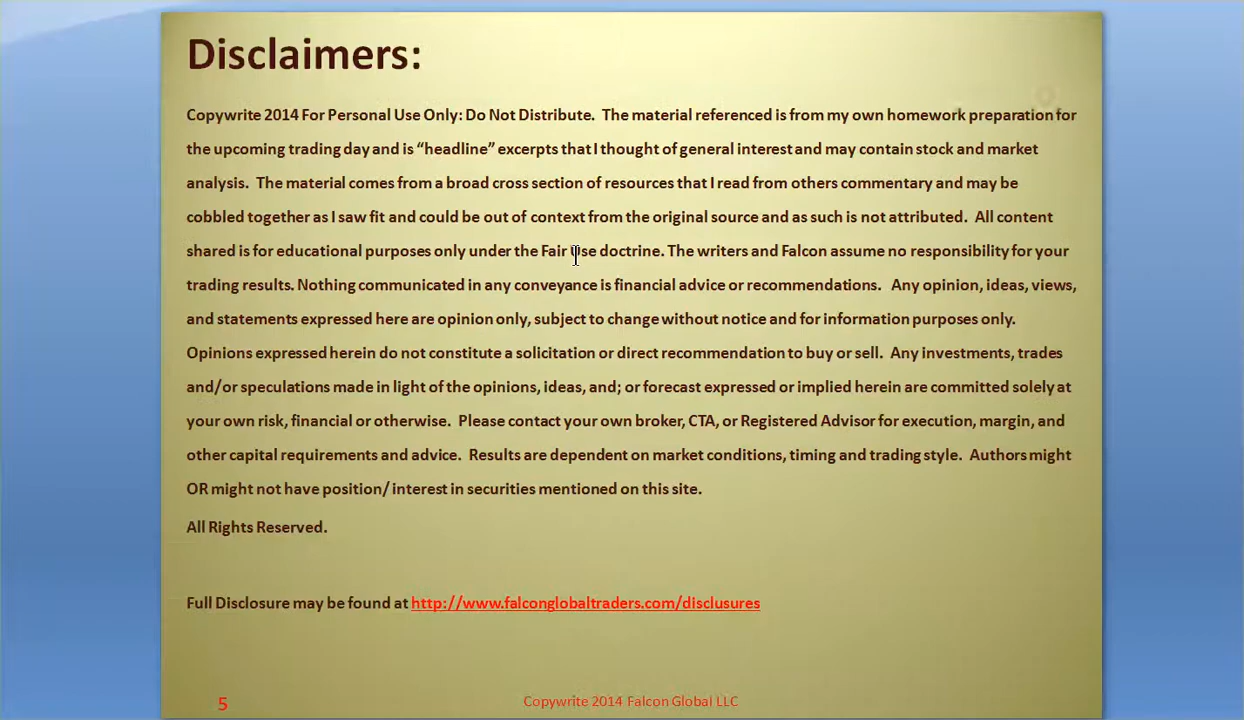 Disclaimers:
Copywrite 2014 For Personal Use Only: Do Not Distribute.  The material referenced is from my own homework preparation for
the upcoming trading day and is “headline” excerpts that I thought of general interest and may contain stock and market
analysis.  The material comes from a broad cross section of resources that I read from others commentary and may be
cobbled together as I saw fit and could be out of context from the original source and as such is not attributed.  All content
shared is for educational purposes only under the Fair Use doctrine. The writers and Falcon assume no responsibility for your
trading results. Nothing communicated in any conveyance is financial advice or recommendations.   Any opinion, ideas, views,
and statements expressed here are opinion only, subject to change without notice and for information purposes only.
Opinions expressed herein do not constitute a solicitation or direct recommendation to buy or sell.  Any investments, trades
and/or speculations made in light of the opinions, ideas, and; or forecast expressed or implied herein are committed solely at
your own risk, financial or otherwise.  Please contact your own broker, CTA, or Registered Advisor for execution, margin, and
other capital requirements and advice.  Results are dependent on market conditions, timing and trading style.  Authors might
OR might not have position/ interest in securities mentioned on this site.
All Rights Reserved.
Full Disclosure may be found at http://www.falconglobaltraders.com/disclusures
5
Copywrite 2014 Falcon Global LLC